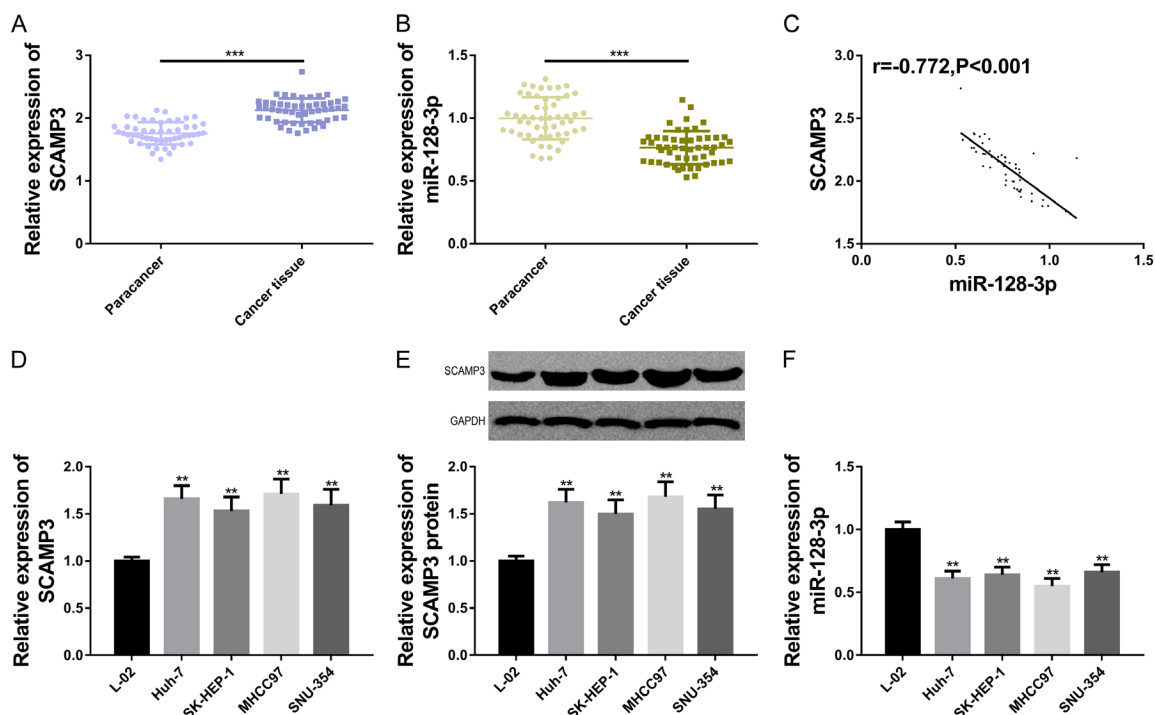 A
Relative expression of
SCAMP3
3
2
1
0
***
Paracancer
Cancer tissue
B
Relative expression of
miR-128-3p
1.5
1.0
0.5
0.0
***
Paracancer
Cancer tissue
C
SCAMP3
3.0
2.5
2.0
1.5
r=-0.772,P<0.001
0.0
0.5
1.0
1.5
miR-128-3p
D
Relative expression of
SCAMP3
2.0
1.5
1.0
0.5
0.0
**
**
**
**
L-02
Huh-7
SK-HEP-1
MHCC97
SNU-354
E
SCAMP3
GAPDH
Relative expression of
SCAMP3 protein
2.0
1.5
1.0
0.5
0.0
**
**
**
**
L-02
Huh-7
SK-HEP-1
MHCC97
SNU-354
F
Relative expression of
miR-128-3p
1.5
1.0
0.5
0.0
**
**
**
**
L-02
Huh-7
SK-HEP-1
MHCC97
SNU-354